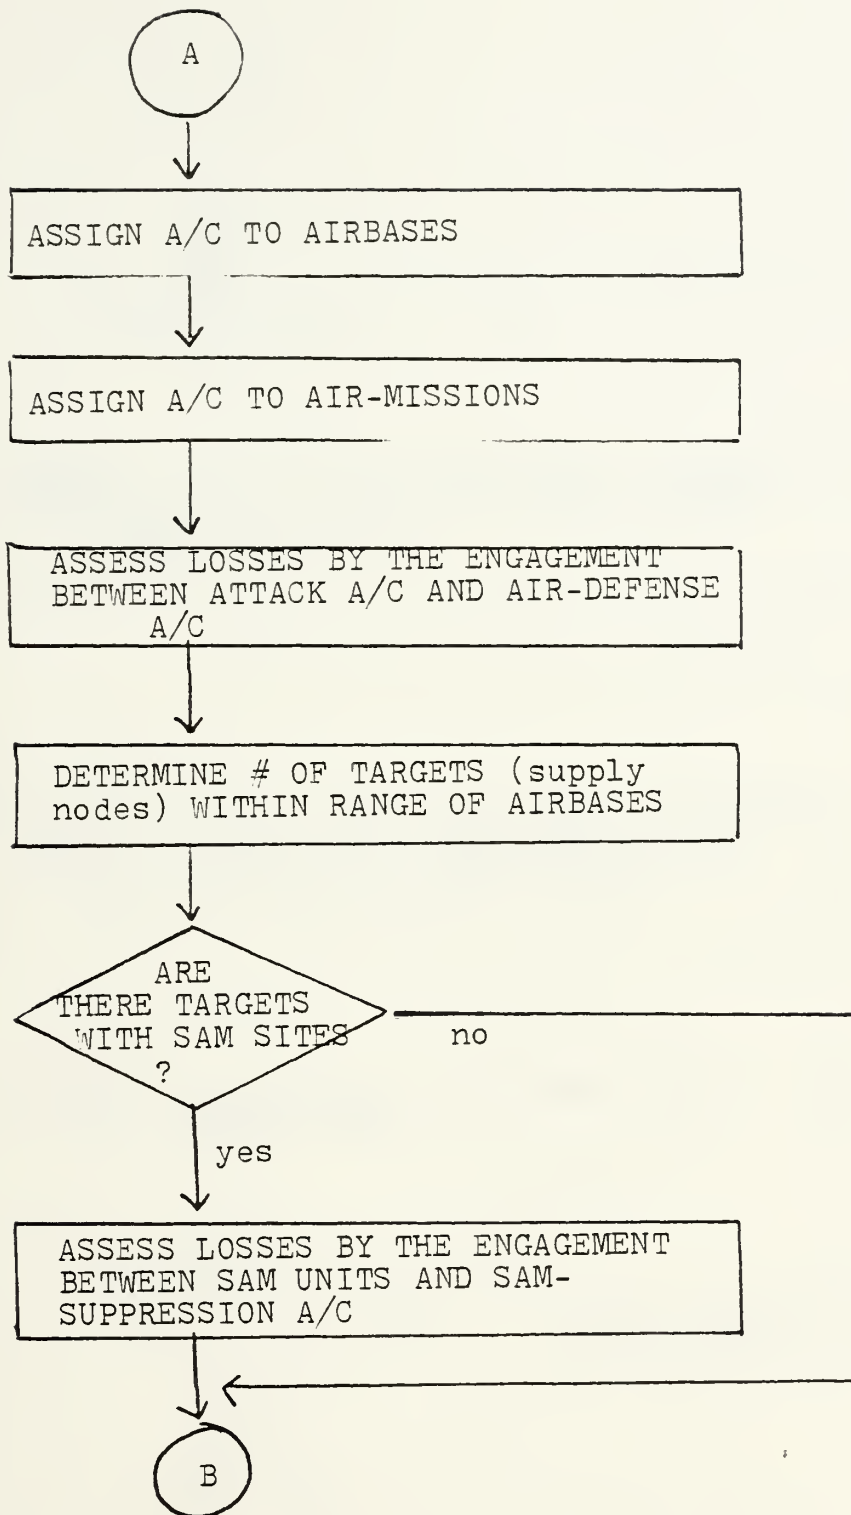 A
ASSIGN A/C TO AIRBASES
ASSIGN A/C TO AIR-MISSIONS
ASSESS LOSSES BY THE ENGAGEMENT
BETWEEN ATTACK A/C AND AIR-DEFENSE
A/C
DETERMINE # OF TARGETS (supply
nodes) WITHIN RANGE OF AIRBASES
ARE
THERE TARGETS
WITH SAM SITES
?
no
yes
ASSESS LOSSES BY THE ENGAGEMENT
BETWEEN SAM UNITS AND SAM-
SUPPRESSION A/C
B